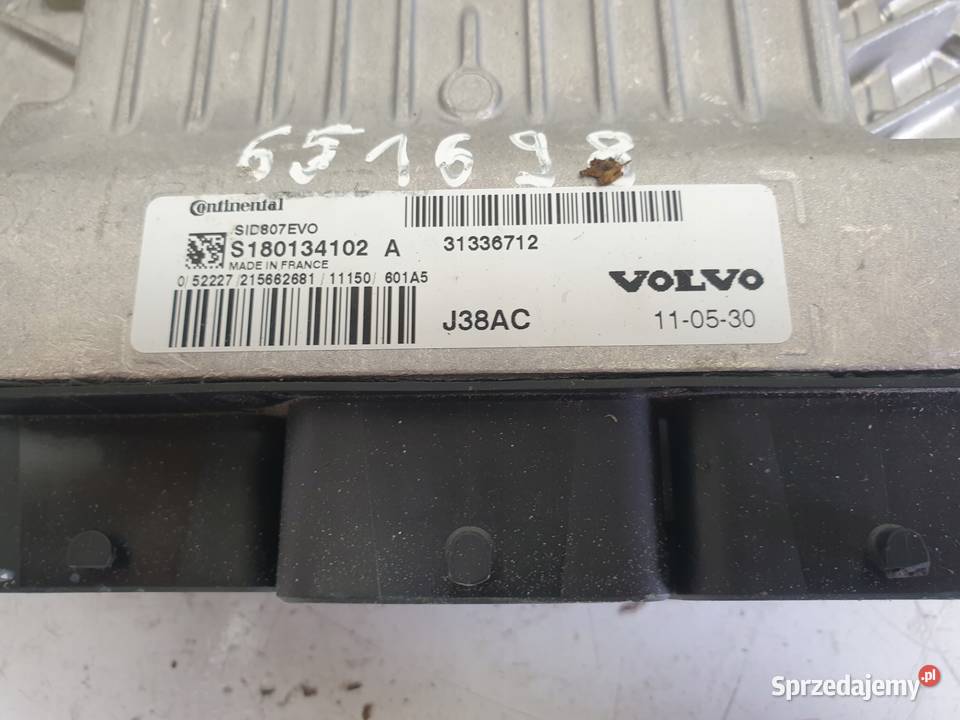 651698
Continental
SID807EVO
S180134102 A
MADE IN FRANCE
0/52227/215662681/11150/601A5
31336712
VOLVO
J38AC
11-05-30
Sprzedajemy.pl